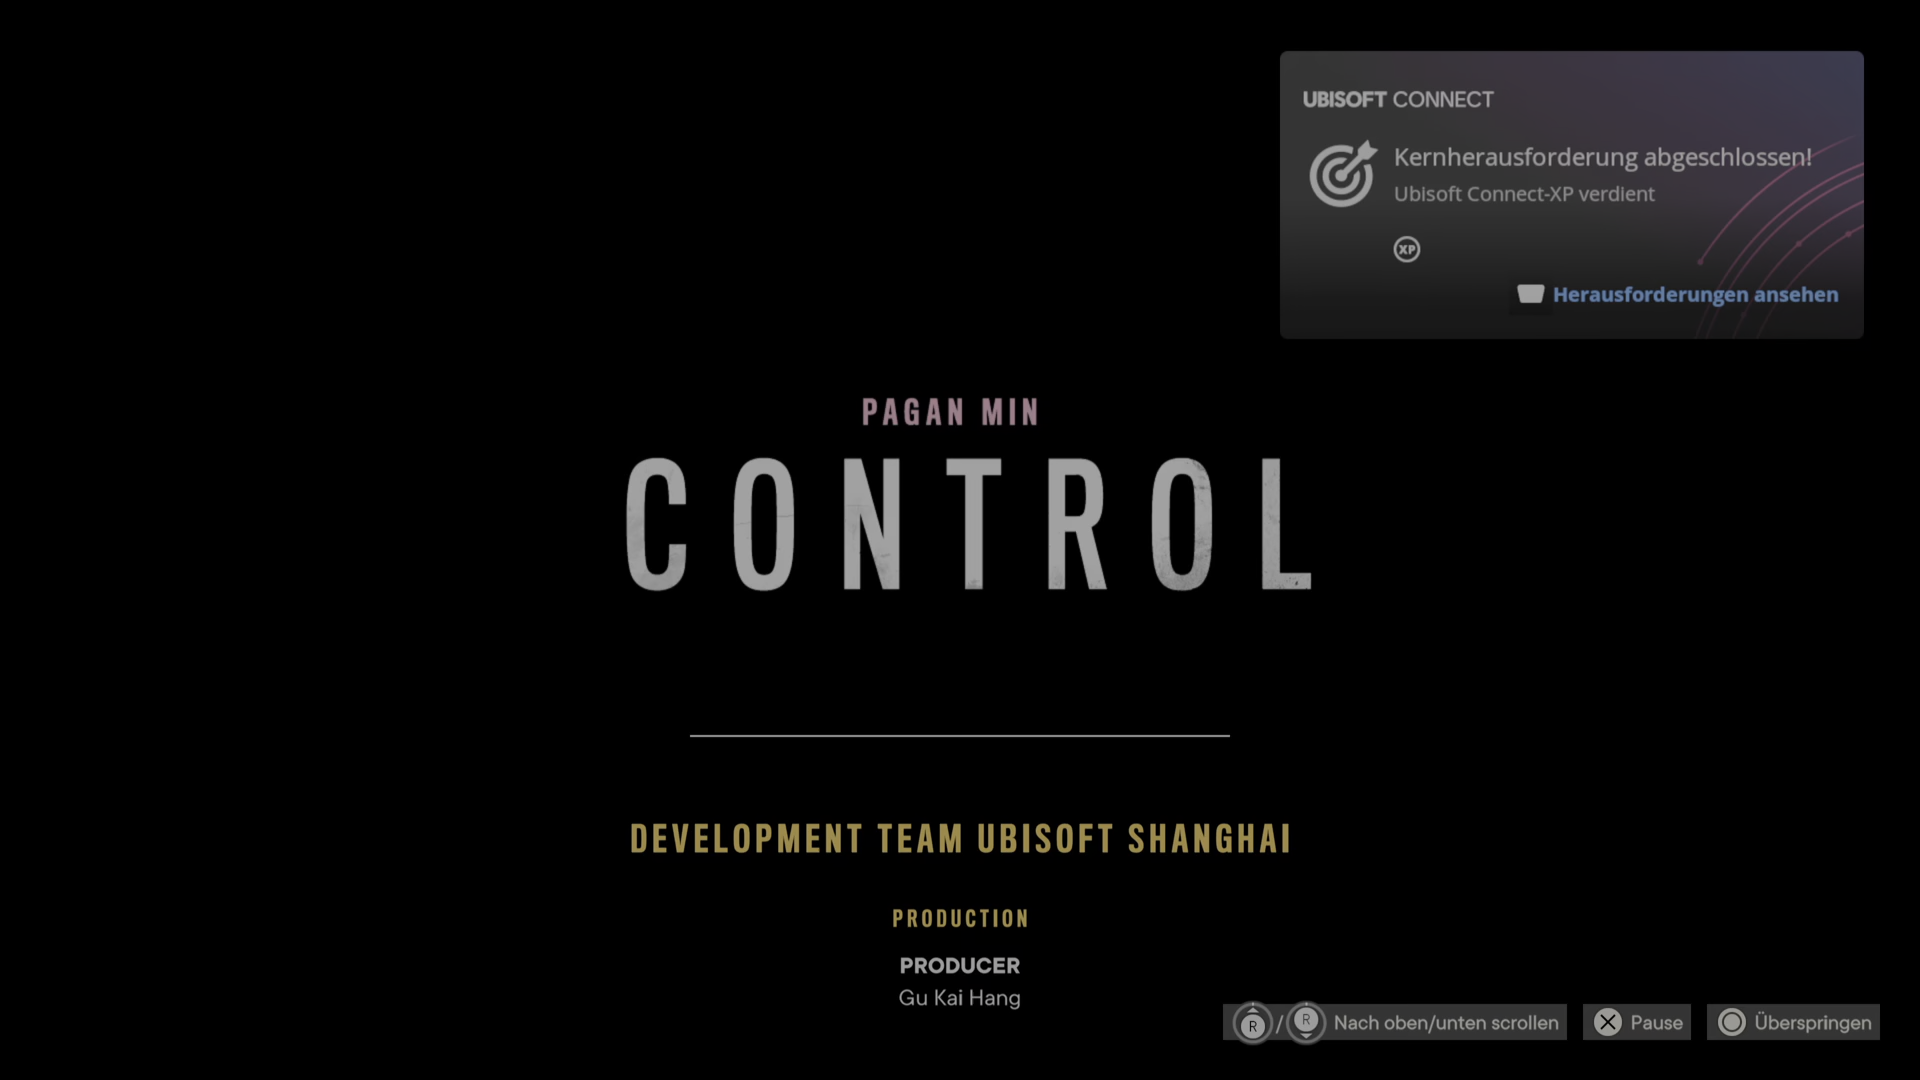 UBISOFT CONNECT
Kernherausforderung abgeschlossen!
Ubisoft Connect-XP verdient
XP
Herausforderungen ansehen
PAGAN MIN
CONTROL
DEVELOPMENT TEAM UBISOFT SHANGHAI
PRODUCTION
PRODUCER
Gu Kai Hang
R / R Nach oben/unten scrollen
Pause
Überspringen